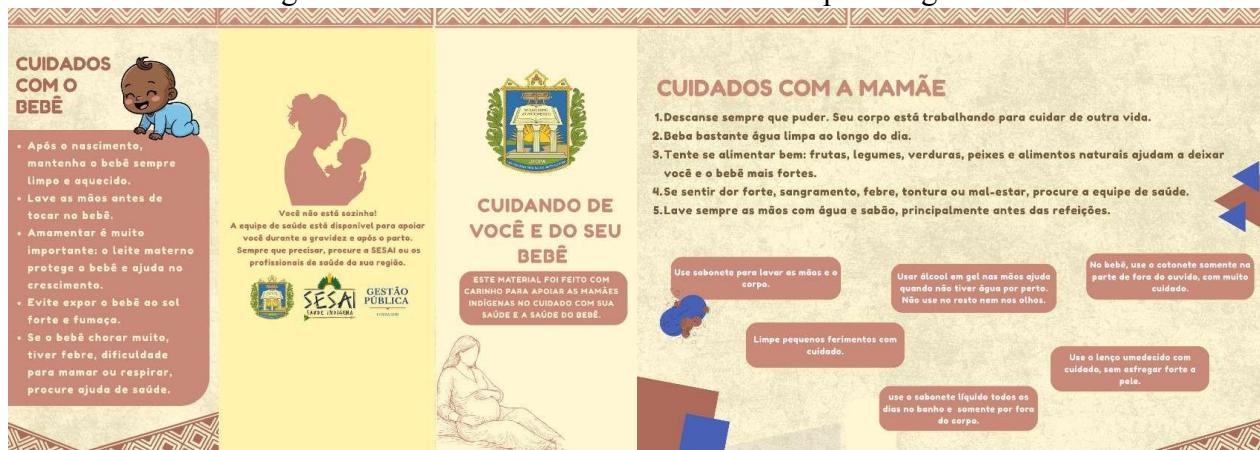 CUIDADOS
COM O
BEBÊ
• Após o nascimento,
mantenha o bebê sempre
limpo e aquecido.
• Lave as mãos antes de
tocar no bebê.
• Amamentar é muito
importante: o leite materno
protege a bebê e ajuda no
crescimento.
• Evite expor o bebê ao sol
forte e fumaça.
• Se o bebê chorar muito,
tiver febre, dificuldade
para mamar ou respirar,
procure ajuda de saúde.
Você não está sozinha!
A equipe de saúde está disponível para apoiar
você durante a gravidez e após o parto.
Sempre que precisar, procure a SESAI ou os
profissionais de saúde da sua região.
SESAI
SAÚDE INDÍGENA
GESTÃO
PÚBLICA
UFOPA
CUIDANDO DE
VOCÊ E DO SEU
BEBÊ
ESTE MATERIAL FOI FEITO COM
CARINHO PARA APOIAR AS MAMÃES
INDÍGENAS NO CUIDADO COM SUA
SAÚDE E A SAÚDE DO BEBÊ.
CUIDADOS COM A MAMÃE
1.Descanse sempre que puder. Seu corpo está trabalhando para cuidar de outra vida.
2.Beba bastante água limpa ao longo do dia.
3.Tente se alimentar bem: frutas, legumes, verduras, peixes e alimentos naturais ajudam a deixar
você e o bebê mais fortes.
4.Se sentir dor forte, sangramento, febre, tontura ou mal-estar, procure a equipe de saúde.
5.Lave sempre as mãos com água e sabão, principalmente antes das refeições.
Use sabonete para lavar as mãos e o
corpo.
Usar álcool em gel nas mãos ajuda
quando não tiver água por perto.
Não use no rosto nem nos olhos.
No bebê, use o cotonete somente na
parte de fora do ouvido, com muito
cuidado.
Limpe pequenos ferimentos com
cuidado.
Use o lenço umedecido com
cuidado, sem esfregar forte a
pele.
use o sabonete líquido todos os
dias no banho e somente por fora
do corpo.